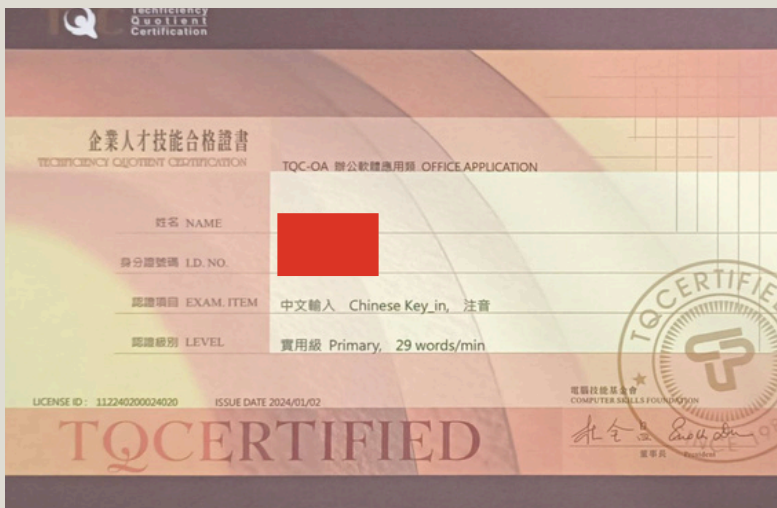 TQC Techficiency
Quotient
Certification
企業人才技能合格證書
TECHFICIENCY QUOTIENT CERTIFICATION
TQC-OA 辦公軟體應用類 OFFICE APPLICATION
姓名 NAME
身分證號碼 I.D. NO.
認證項目 EXAM. ITEM 中文輸入 Chinese Key_in, 注音
認證級別 LEVEL 實用級 Primary, 29 words/min
LICENSE ID : 112240200024020 ISSUE DATE 2024/01/02
電腦技能基金會
COMPUTER SKILLS FOUNDATION
TQCERTIFIED
董事長 President
TQCERTIFIE